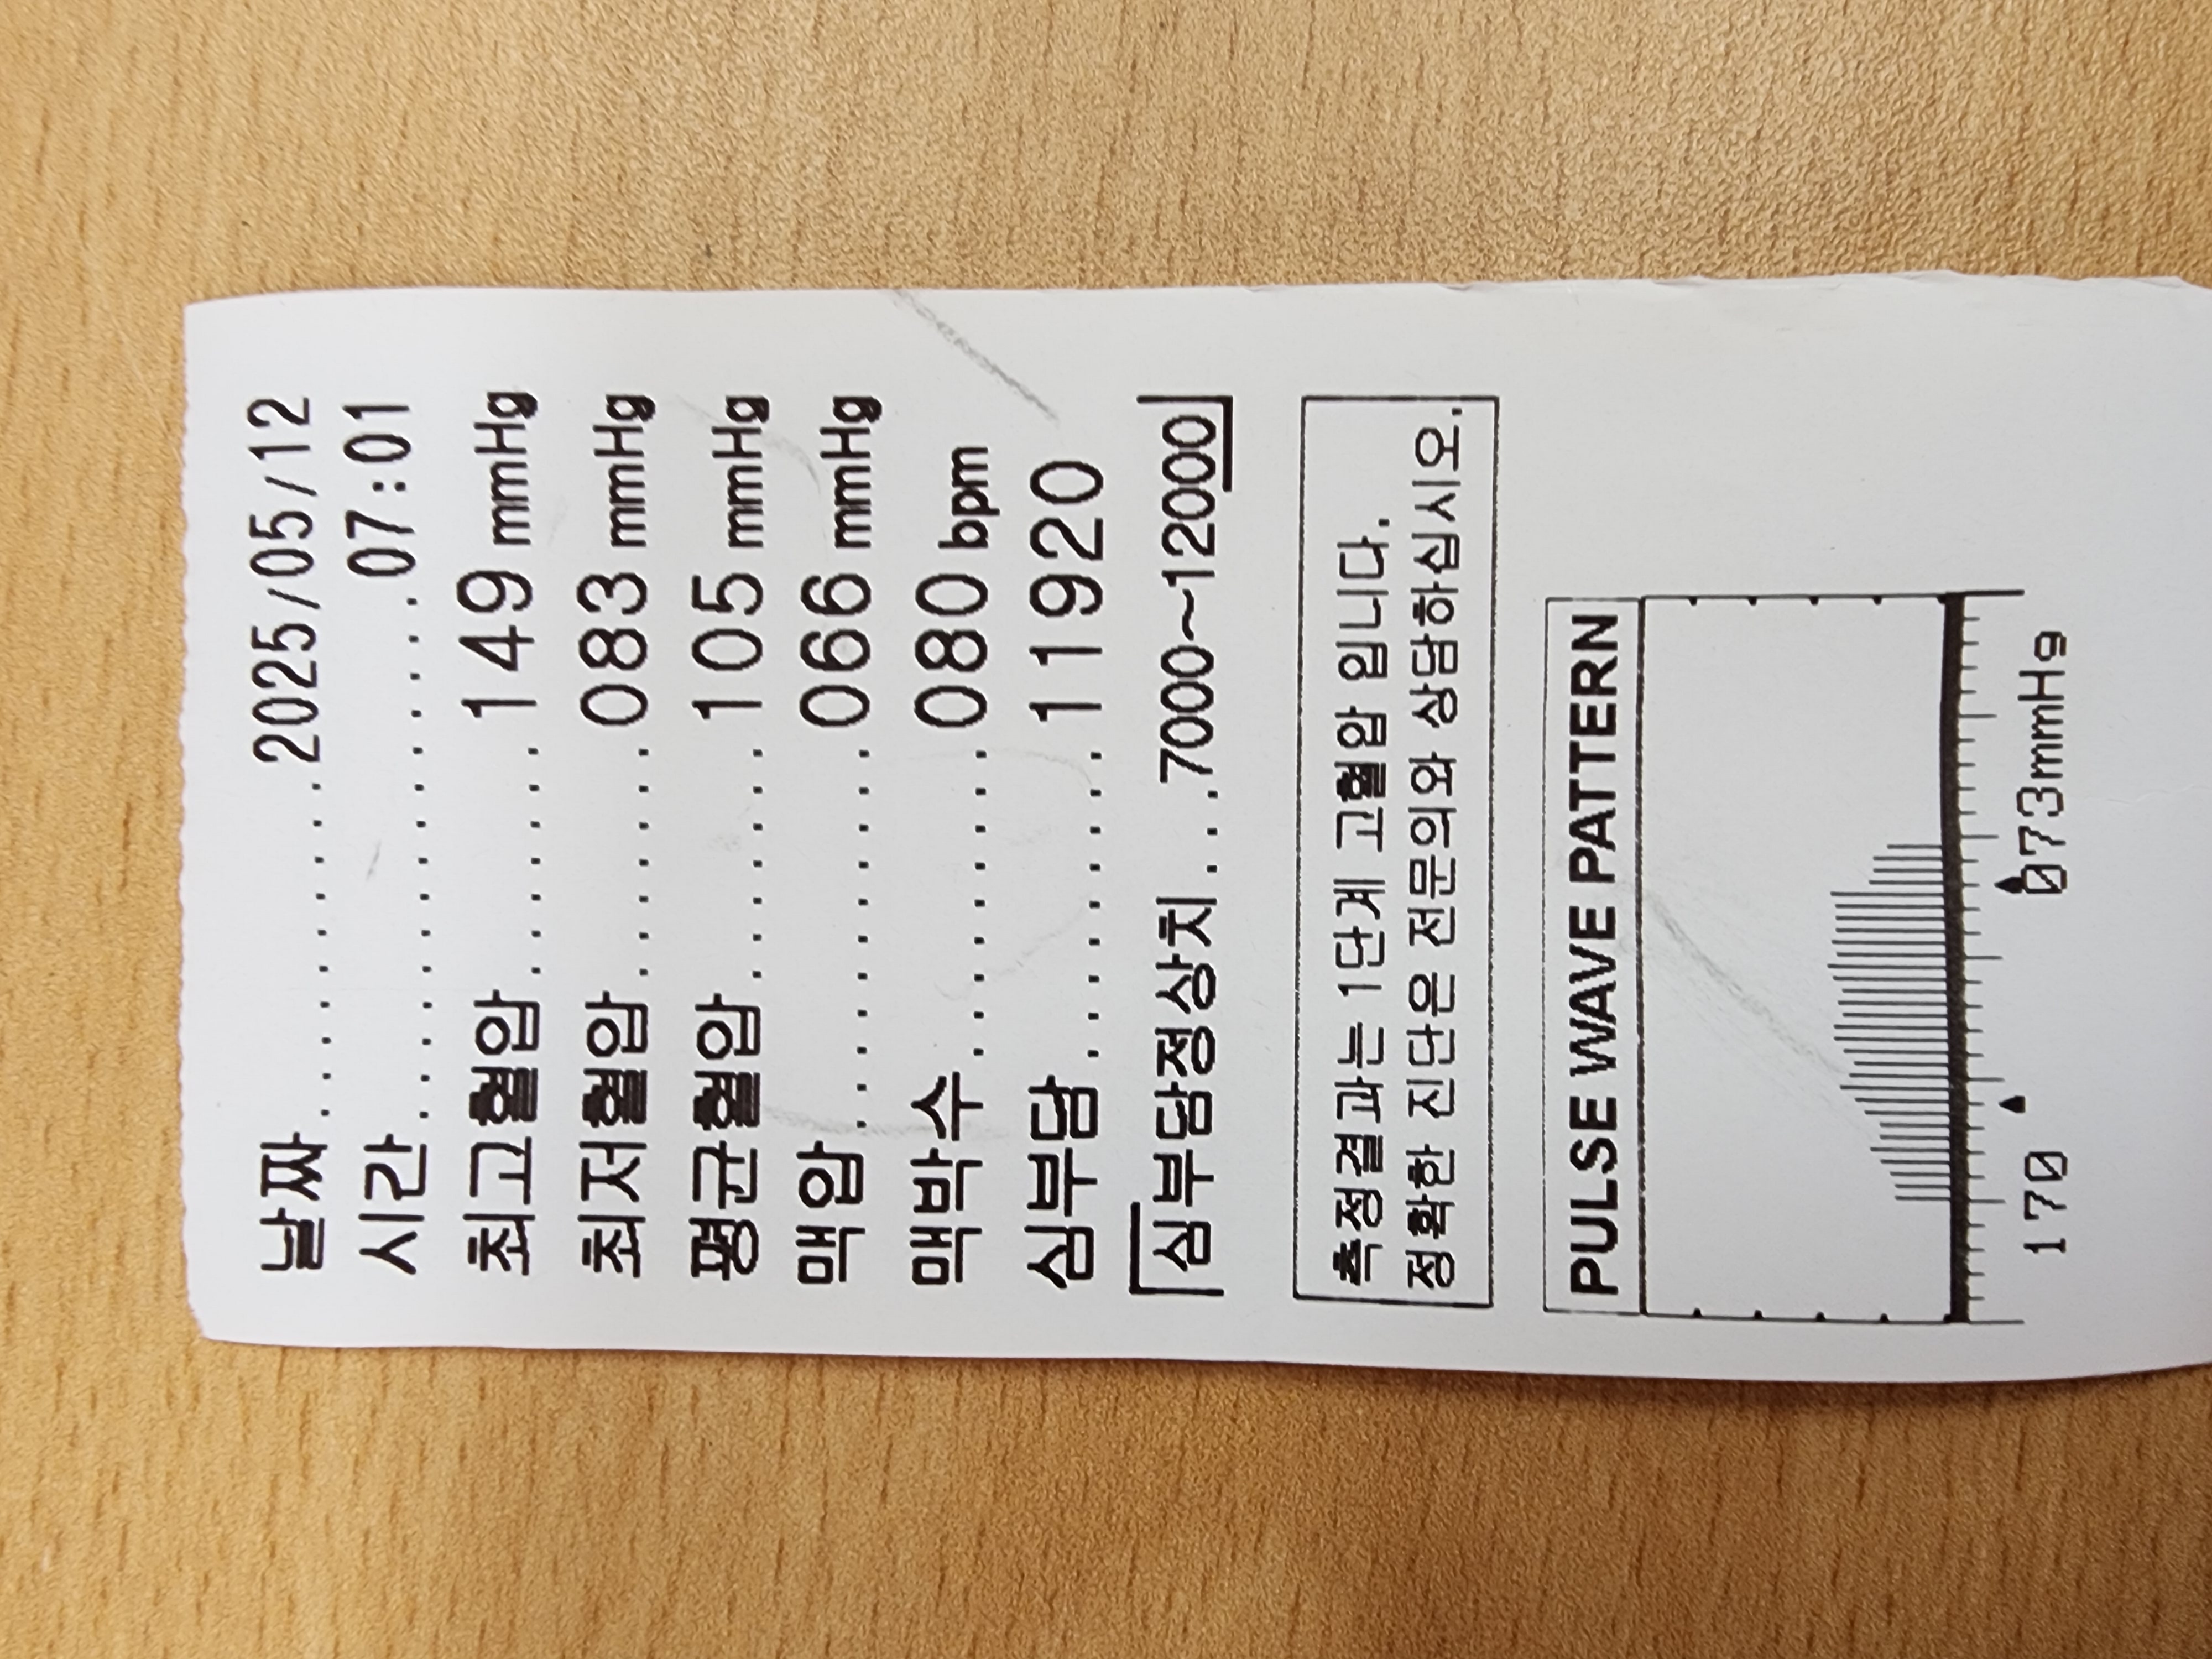 날짜..........2025/05/12
시간................07:01
최고혈압........149 mmHg
최저혈압........083 mmHg
평균혈압........105 mmHg
맥압............066 mmHg
맥박수..........080 bpm
심부담..........11920
심부담정상치...7000~12000
측정결과는 1단계 고혈압 입니다.
정확한 진단은 전문의와 상담하십시오.
PULSE WAVE PATTERN
170 073mmHg